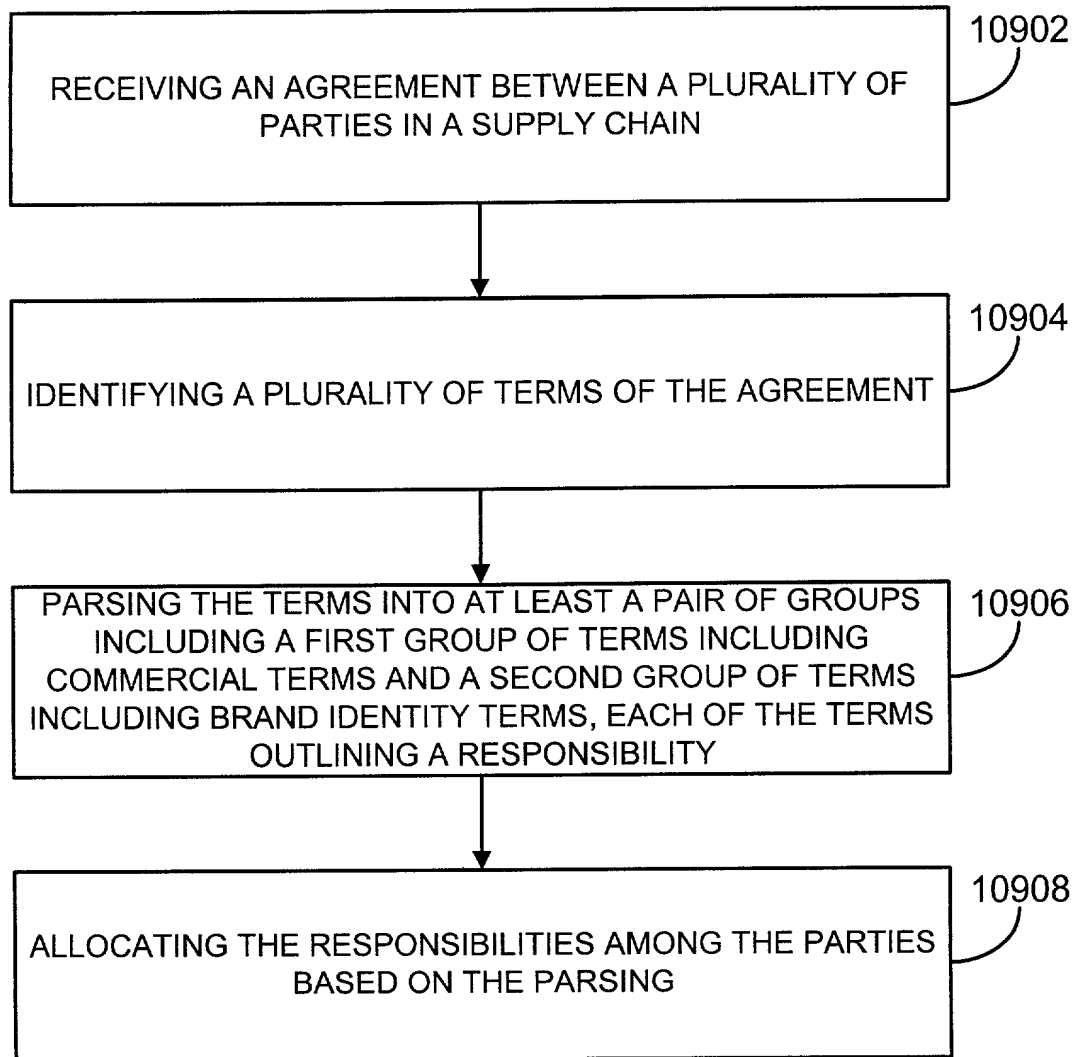 10902
RECEIVING AN AGREEMENT BETWEEN A PLURALITY OF
PARTIES IN A SUPPLY CHAIN
10904
IDENTIFYING A PLURALITY OF TERMS OF THE AGREEMENT
10906
PARSING THE TERMS INTO AT LEAST A PAIR OF GROUPS
INCLUDING A FIRST GROUP OF TERMS INCLUDING
COMMERCIAL TERMS AND A SECOND GROUP OF TERMS
INCLUDING BRAND IDENTITY TERMS, EACH OF THE TERMS
OUTLINING A RESPONSIBILITY
10908
ALLOCATING THE RESPONSIBILITIES AMONG THE PARTIES
BASED ON THE PARSING